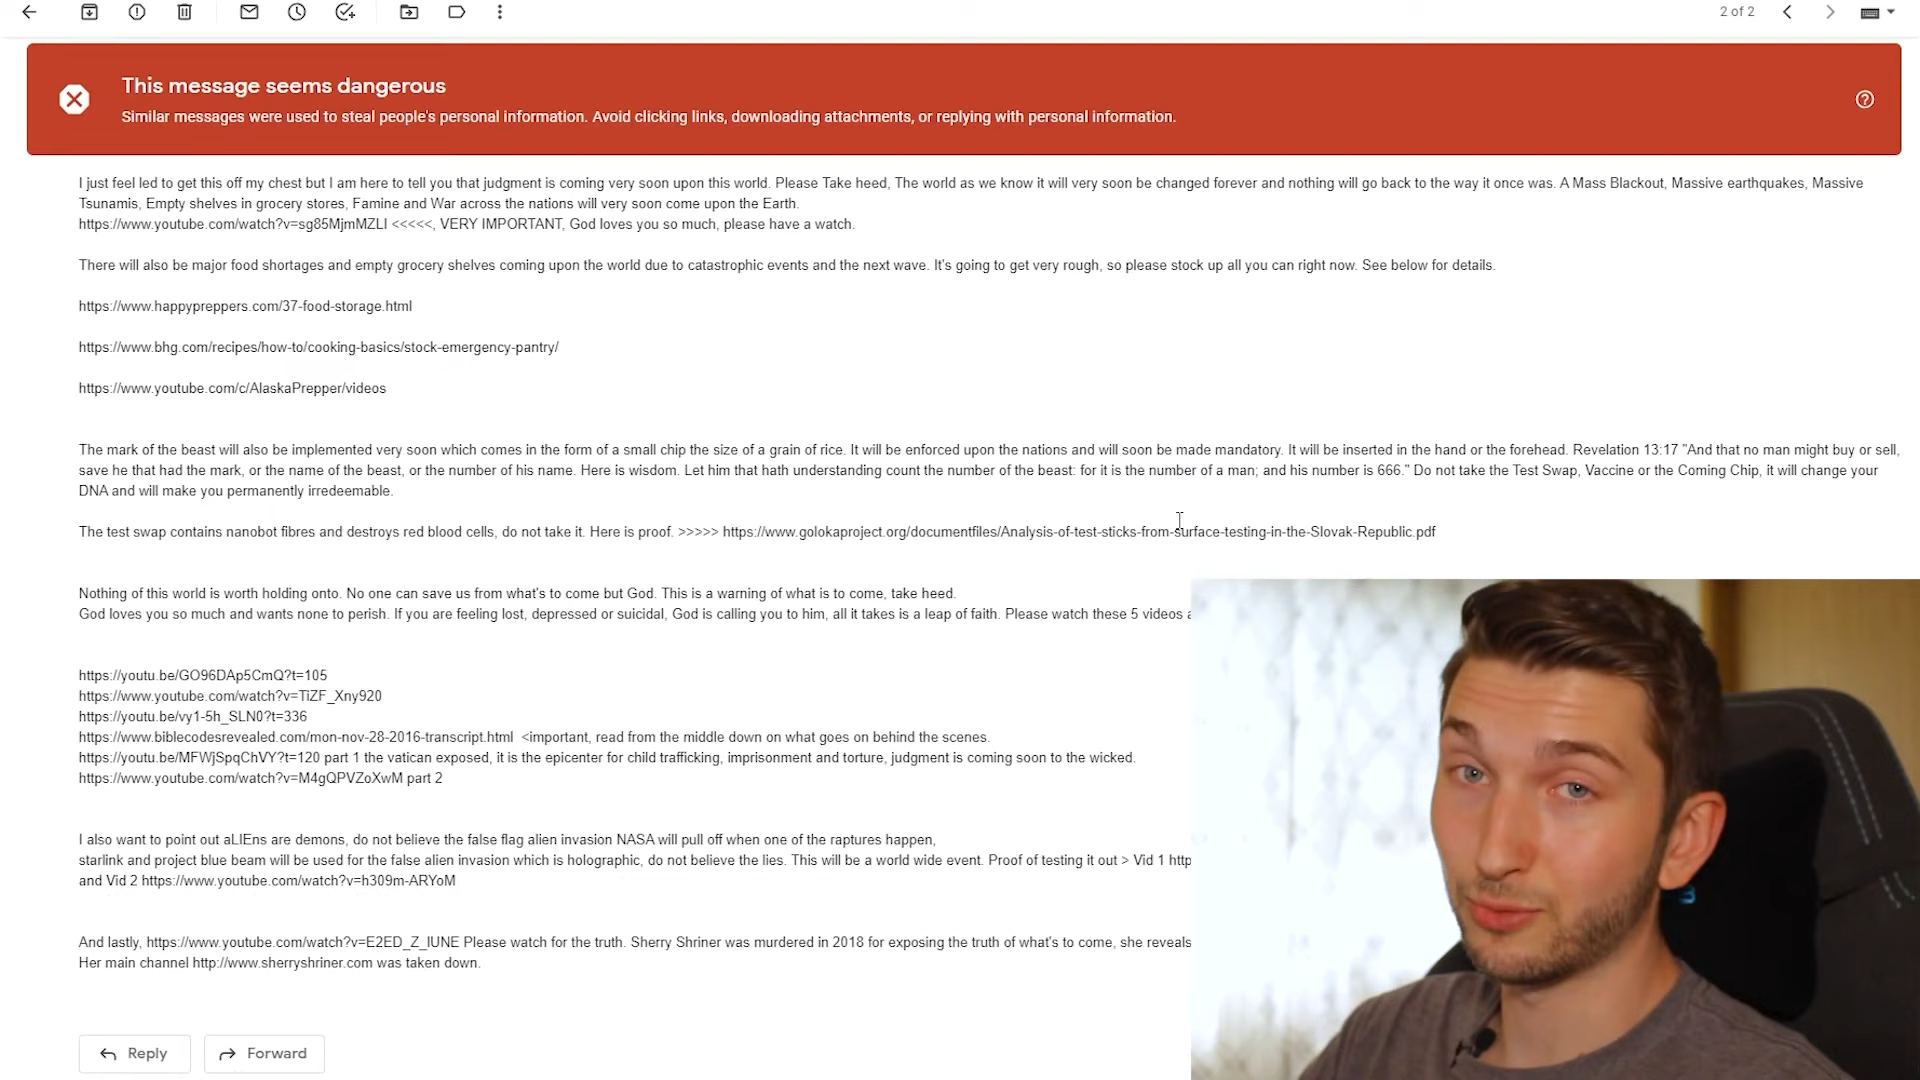 2 of 2
This message seems dangerous
Similar messages were used to steal people's personal information. Avoid clicking links, downloading attachments, or replying with personal information.
I just feel led to get this off my chest but I am here to tell you that judgment is coming very soon upon this world. Please Take heed, The world as we know it will very soon be changed forever and nothing will go back to the way it once was. A Mass Blackout, Massive earthquakes, Massive
Tsunamis, Empty shelves in grocery stores, Famine and War across the nations will very soon come upon the Earth.
https://www.youtube.com/watch?v=sg85MjmMZLI <<<<<, VERY IMPORTANT, God loves you so much, please have a watch.
There will also be major food shortages and empty grocery shelves coming upon the world due to catastrophic events and the next wave. It's going to get very rough, so please stock up all you can right now. See below for details.
https://www.happypreppers.com/37-food-storage.html
https://www.bhg.com/recipes/how-to/cooking-basics/stock-emergency-pantry/
https://www.youtube.com/c/AlaskaPrepper/videos
The mark of the beast will also be implemented very soon which comes in the form of a small chip the size of a grain of rice. It will be enforced upon the nations and will soon be made mandatory. It will be inserted in the hand or the forehead. Revelation 13:17 "And that no man might buy or sell,
save he that had the mark, or the name of the beast, or the number of his name. Here is wisdom. Let him that hath understanding count the number of the beast: for it is the number of a man; and his number is 666." Do not take the Test Swap, Vaccine or the Coming Chip, it will change your
DNA and will make you permanently irredeemable.
The test swap contains nanobot fibres and destroys red blood cells, do not take it. Here is proof. >>>>> https://www.golokaproject.org/documentfiles/Analysis-of-test-sticks-from-surface-testing-in-the-Slovak-Republic.pdf
Nothing of this world is worth holding onto. No one can save us from what's to come but God. This is a warning of what is to come, take heed.
God loves you so much and wants none to perish. If you are feeling lost, depressed or suicidal, God is calling you to him, all it takes is a leap of faith. Please watch these 5 videos
https://youtu.be/GO96DAp5CmQ?t=105
https://www.youtube.com/watch?v=TiZF_Xny920
https://youtu.be/vy1-5h_SLN0?t=336
https://www.biblecodesrevealed.com/mon-nov-28-2016-transcript.html <important, read from the middle down on what goes on behind the scenes.
https://youtu.be/MFWjSpqChVY?t=120 part 1 the vatican exposed, it is the epicenter for child trafficking, imprisonment and torture, judgment is coming soon to the wicked.
https://www.youtube.com/watch?v=M4gQPVZoXwM part 2
I also want to point out aLIEns are demons, do not believe the false flag alien invasion NASA will pull off when one of the raptures happen,
starlink and project blue beam will be used for the false alien invasion which is holographic, do not believe the lies. This will be a world wide event. Proof of testing it out > Vid 1 http
and Vid 2 https://www.youtube.com/watch?v=h309m-ARYoM
And lastly, https://www.youtube.com/watch?v=E2ED_Z_IUNE Please watch for the truth. Sherry Shriner was murdered in 2018 for exposing the truth of what's to come, she reveals
Her main channel http://www.sherryshriner.com was taken down.
Reply
Forward